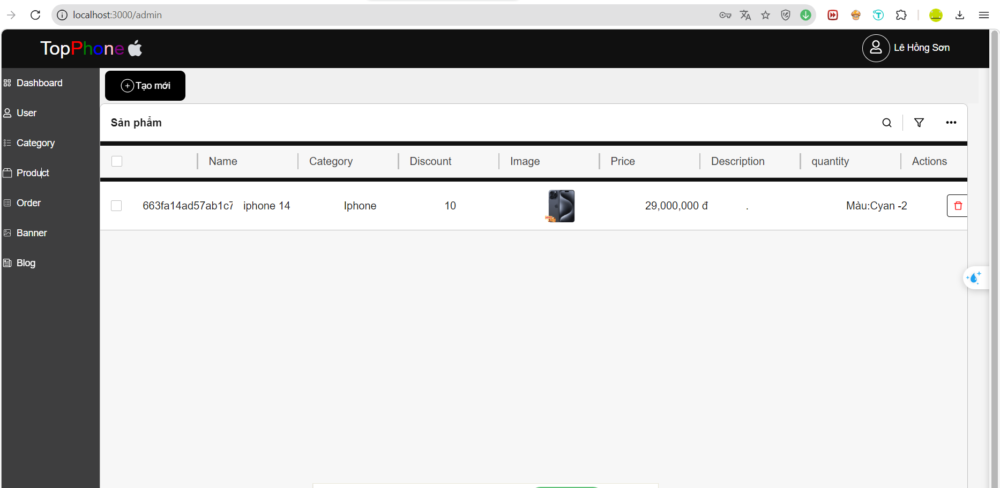 localhost:3000/admin
TopPhone
Lê Hồng Sơn
Dashboard
User
Category
Product
Order
Banner
Blog
Tạo mới
Sản phẩm
Name Category Discount Image Price Description quantity Actions
663fa14ad57ab1c7 iphone 14 Iphone 10 29,000,000 đ . Màu:Cyan -2